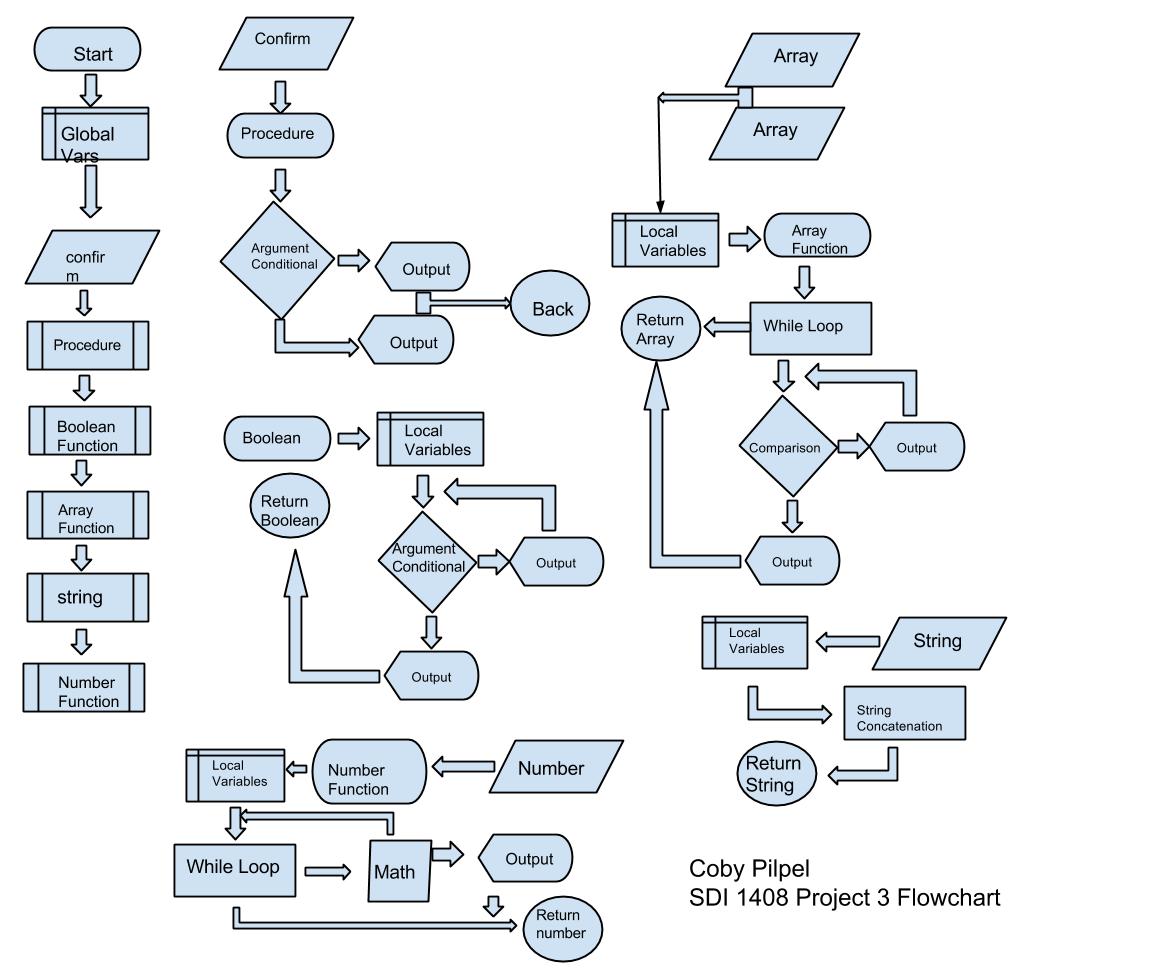 Start
Global
Vars
confir
m
Procedure
Boolean
Function
Array
Function
string
Number
Function
Confirm
Procedure
Argument
Conditional
Output
Output
Back
Boolean
Local
Variables
Return
Boolean
Argument
Conditional
Output
Output
Array
Array
Local
Variables
Array
Function
Return
Array
While Loop
Comparison
Output
Output
Local
Variables
String
String
Concatenation
Return
String
Local
Variables
Number
Function
Number
While Loop
Math
Output
Return
number
Coby Pilpel
SDI 1408 Project 3 Flowchart